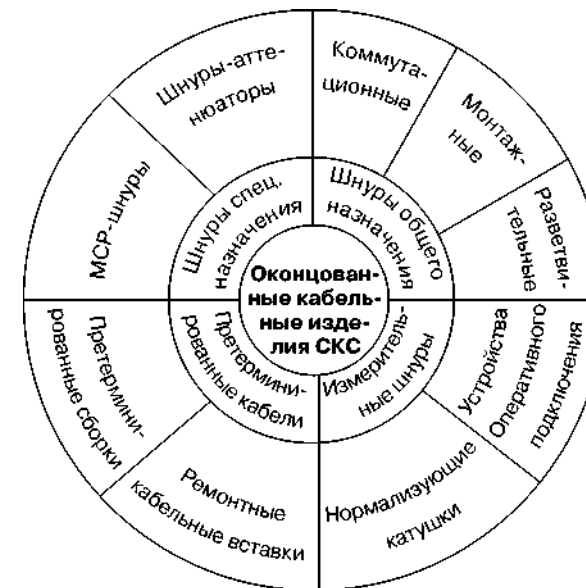 Оконцован-
ные кабель-
ные изде-
лия СКС
Шнуры общего
назначения
Коммута-
ционные
Монтаж-
ные
Разветви-
тельные
Измеритель-
ные шнуры
Устройства
Оперативного
подключения
Нормализующие
катушки
Претермини-
рованные кабели
Ремонтные
кабельные вставки
Претермини-
рованные сборки
Шнуры спец.
назначения
МСР-шнуры
Шнуры-атте-
нюаторы